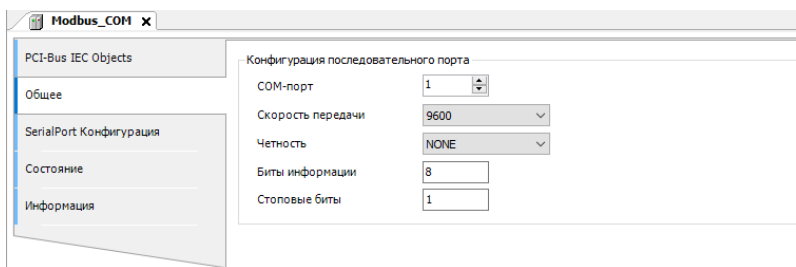 Modbus_COM x
PCI-Bus IEC Objects
Общее
SerialPort Конфигурация
Состояние
Информация
Конфигурация последовательного порта
COM-порт 1
Скорость передачи 9600
Четность NONE
Биты информации 8
Стоповые биты 1